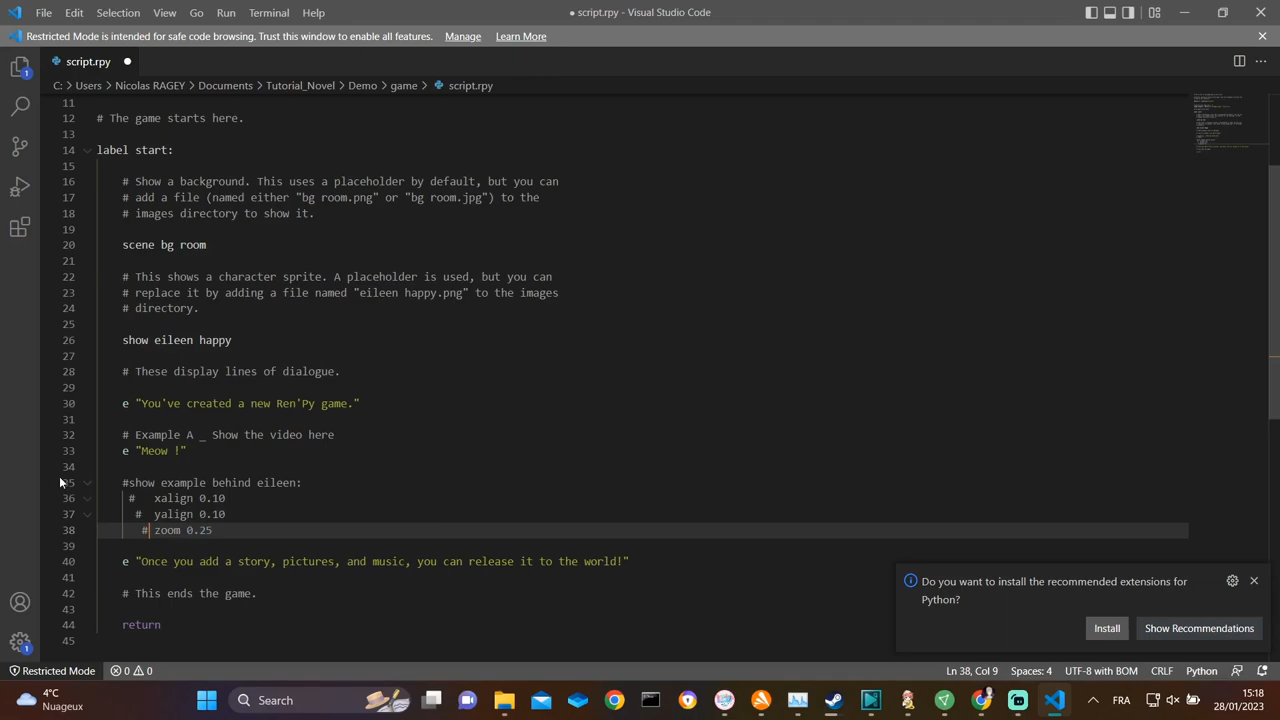 File Edit Selection View Go Run Terminal Help
● script.rpy - Visual Studio Code
Restricted Mode is intended for safe code browsing. Trust this window to enable all features. Manage Learn More
script.rpy
C: > Users > Nicolas RAGEY > Documents > Tutorial_Novel > Demo > game > script.rpy
11
12 # The game starts here.
13
14 label start:
15
16 # Show a background. This uses a placeholder by default, but you can
17 # add a file (named either "bg room.png" or "bg room.jpg") to the
18 # images directory to show it.
19
20 scene bg room
21
22 # This shows a character sprite. A placeholder is used, but you can
23 # replace it by adding a file named "eileen happy.png" to the images
24 # directory.
25
26 show eileen happy
27
28 # These display lines of dialogue.
29
30 e "You've created a new Ren'Py game."
31
32 # Example A _ Show the video here
33 e "Meow !"
34
35 #show example behind eileen:
36 # xalign 0.10
37 # yalign 0.10
38 # zoom 0.25
39
40 e "Once you add a story, pictures, and music, you can release it to the world!"
41
42 # This ends the game.
43
44 return
45
Do you want to install the recommended extensions for
Python?
Install Show Recommendations
1
1
Restricted Mode 0 0 Ln 38, Col 9 Spaces: 4 UTF-8 with BOM CRLF Python
4°C
Nuageux
Search
FRA
15:18
28/01/2023